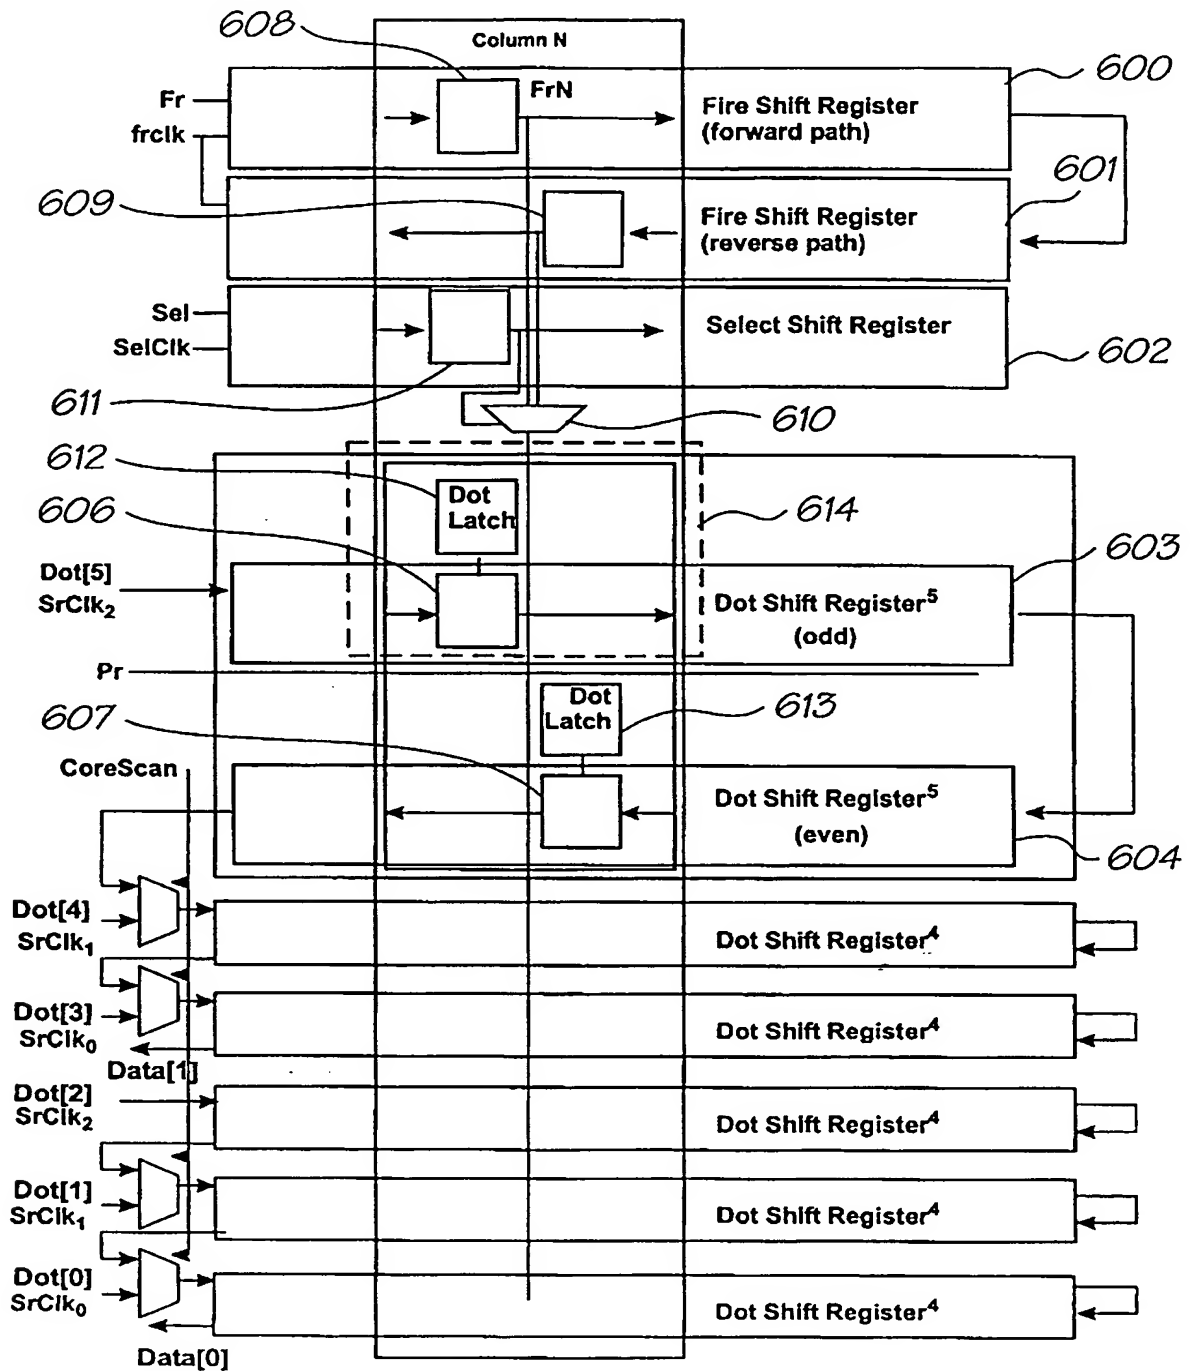 608
Column N
600
Fr
FrN
Fire Shift Register
(forward path)
frclk
601
609
Fire Shift Register
(reverse path)
Sel
Select Shift Register
SelClk
602
611
610
612
Dot
Latch
606
614
603
Dot[5]
SrClk2
Dot Shift Register5
(odd)
Pr
Dot
Latch
613
607
CoreScan
Dot Shift Register5
(even)
604
Dot[4]
SrClk1
Dot Shift Register4
Dot[3]
SrClk0
Dot Shift Register4
Data[1]
Dot[2]
SrClk2
Dot Shift Register4
Dot[1]
SrClk1
Dot Shift Register4
Dot[0]
SrClk0
Dot Shift Register4
Data[0]